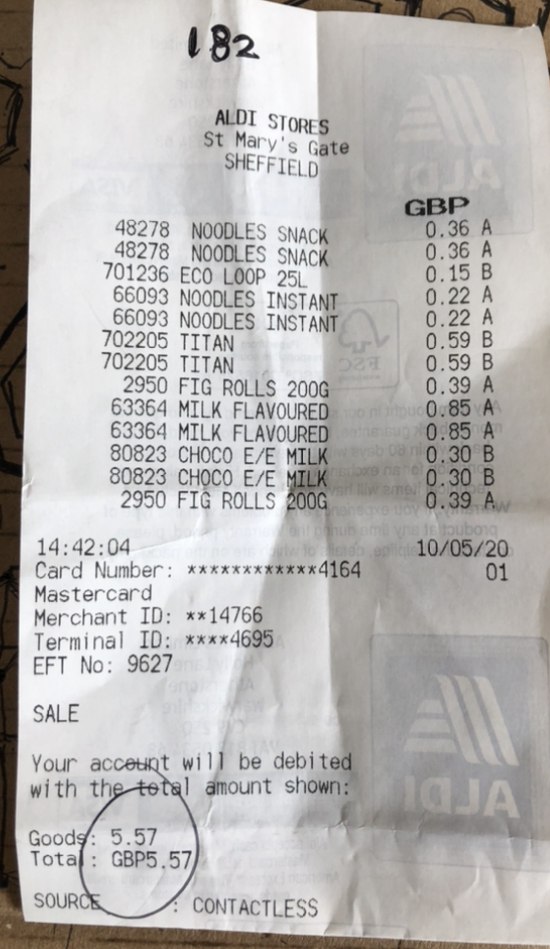 182
ALDI STORES
St Mary's Gate
SHEFFIELD
GBP
48278 NOODLES SNACK 0.36 A
48278 NOODLES SNACK 0.36 A
701236 ECO LOOP 25L 0.15 B
66093 NOODLES INSTANT 0.22 A
66093 NOODLES INSTANT 0.22 A
702205 TITAN 0.59 B
702205 TITAN 0.59 B
2950 FIG ROLLS 200G 0.39 A
63364 MILK FLAVOURED 0.85 A
63364 MILK FLAVOURED 0.85 A
80823 CHOCO E/E MILK 0.30 B
80823 CHOCO E/E MILK 0.30 B
2950 FIG ROLLS 200G 0.39 A
14:42:04 10/05/20
Card Number: ************4164 01
Mastercard
Merchant ID: **14766
Terminal ID: ****4695
EFT No: 9627
SALE
Your account will be debited
with the total amount shown:
Goods: 5.57
Total : GBP5.57
SOURCE : CONTACTLESS
ALDI
FSC
ALDI